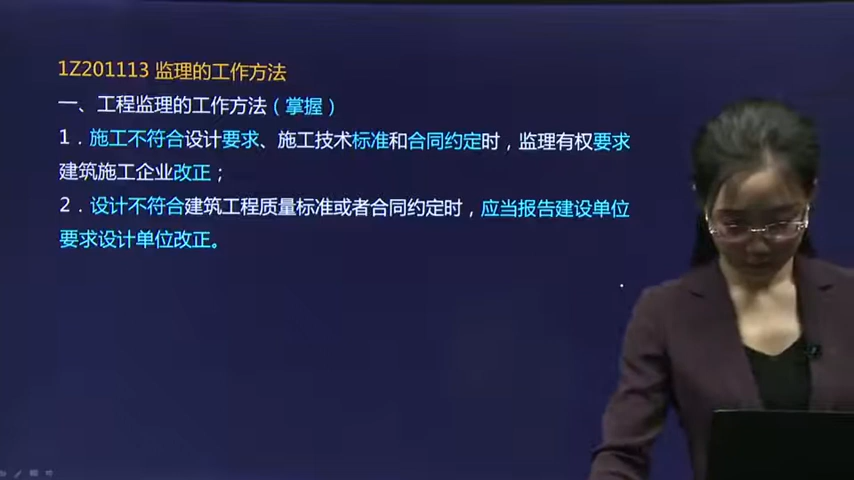 1Z201113 监理的工作方法
一、工程监理的工作方法（掌握）
1．施工不符合设计要求、施工技术标准和合同约定时，监理有权要求
建筑施工企业改正；
2．设计不符合建筑工程质量标准或者合同约定时，应当报告建设单位
要求设计单位改正。